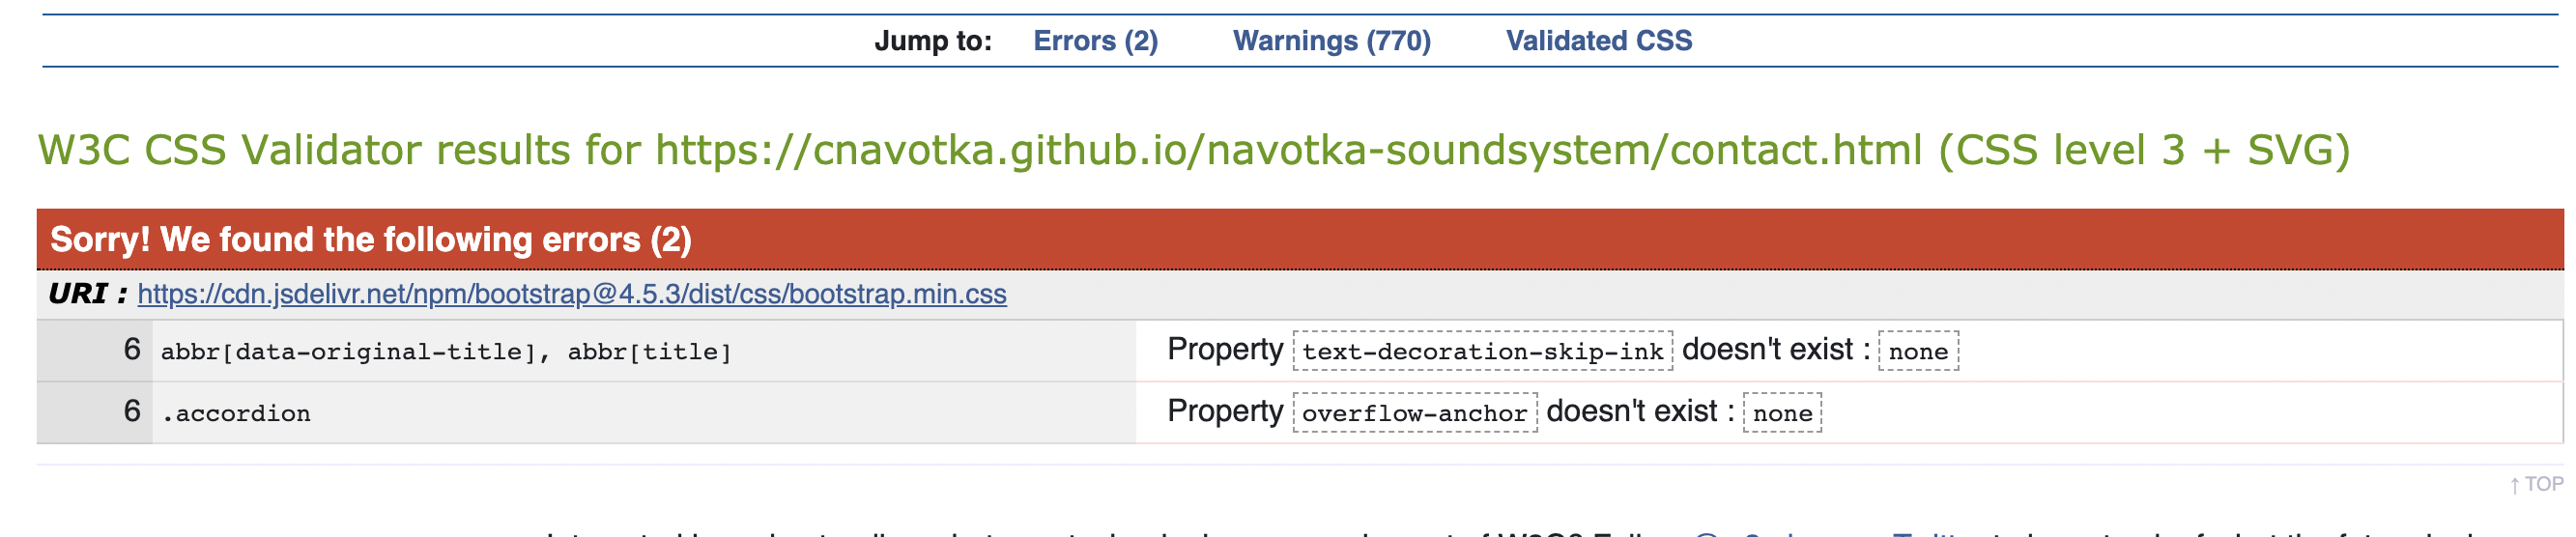 Jump to: Errors (2) Warnings (770) Validated CSS
W3C CSS Validator results for https://cnavotka.github.io/navotka-soundsystem/contact.html (CSS level 3 + SVG)
Sorry! We found the following errors (2)
URI : https://cdn.jsdelivr.net/npm/bootstrap@4.5.3/dist/css/bootstrap.min.css
6 abbr[data-original-title], abbr[title] Property text-decoration-skip-ink doesn't exist : none
6 .accordion Property overflow-anchor doesn't exist : none
↑ TOP